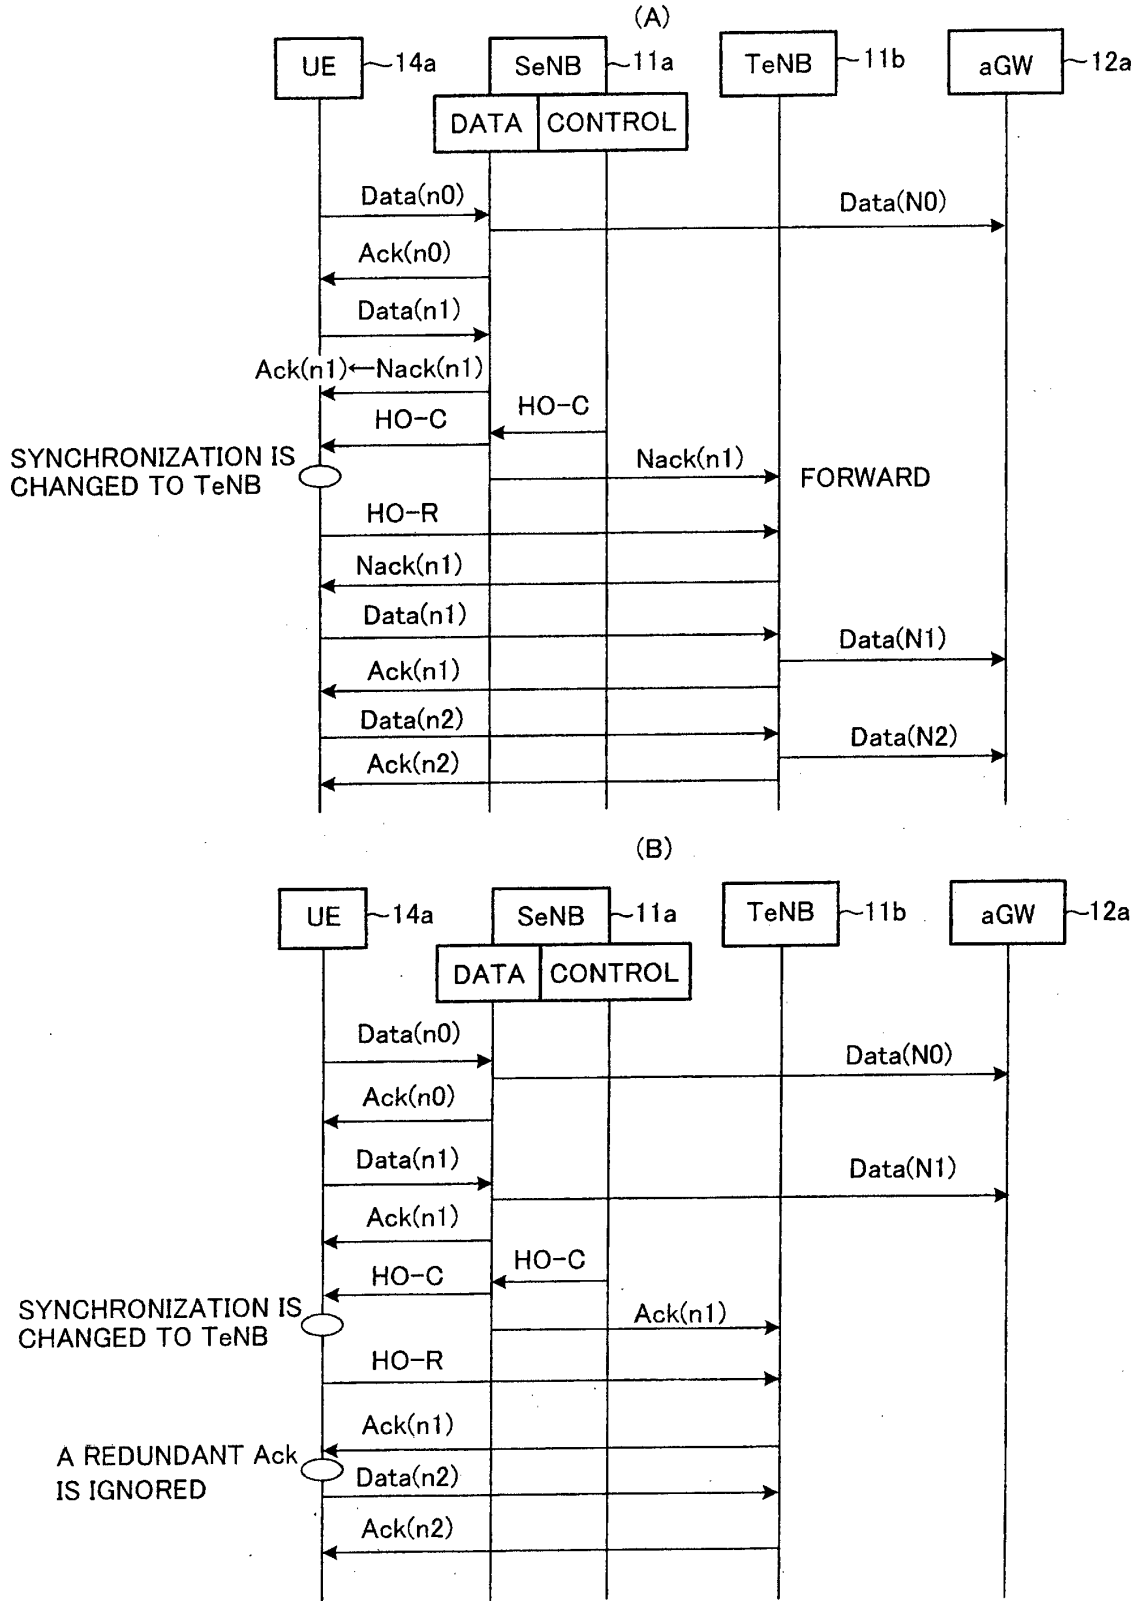 (A)
UE 14a SeNB 11a TeNB 11b aGW 12a
DATA CONTROL
Data(n0)
Data(N0)
Ack(n0)
Data(n1)
Ack(n1)←Nack(n1)
HO-C
HO-C
SYNCHRONIZATION IS
CHANGED TO TeNB
Nack(n1)
FORWARD
HO-R
Nack(n1)
Data(n1)
Data(N1)
Ack(n1)
Data(n2)
Data(N2)
Ack(n2)
(B)
UE 14a SeNB 11a TeNB 11b aGW 12a
DATA CONTROL
Data(n0)
Data(N0)
Ack(n0)
Data(n1)
Data(N1)
Ack(n1)
HO-C
HO-C
SYNCHRONIZATION IS
CHANGED TO TeNB
Ack(n1)
HO-R
Ack(n1)
A REDUNDANT Ack
IS IGNORED
Data(n2)
Ack(n2)